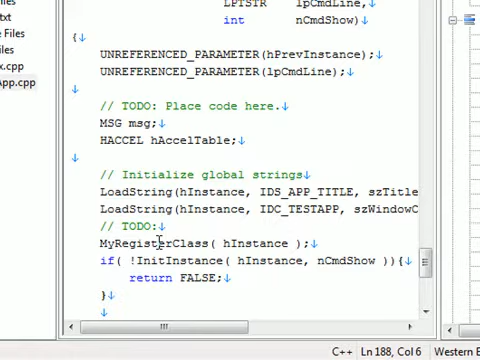 files
txt
Files
x.cpp
App.cpp
LPTSTR lpCmdLine,
int nCmdShow)
{↓
UNREFERENCED_PARAMETER(hPrevInstance);↓
UNREFERENCED_PARAMETER(lpCmdLine);↓
↓
// TODO: Place code here.↓
MSG msg;↓
HACCEL hAccelTable;↓
↓
// Initialize global strings↓
LoadString(hInstance, IDS_APP_TITLE, szTitle
LoadString(hInstance, IDC_TESTAPP, szWindowC
// TODO:↓
MyRegisterClass( hInstance );↓
if( !InitInstance( hInstance, nCmdShow )){↓
return FALSE;↓
}↓
↓
C++ Ln 188, Col 6 Western E